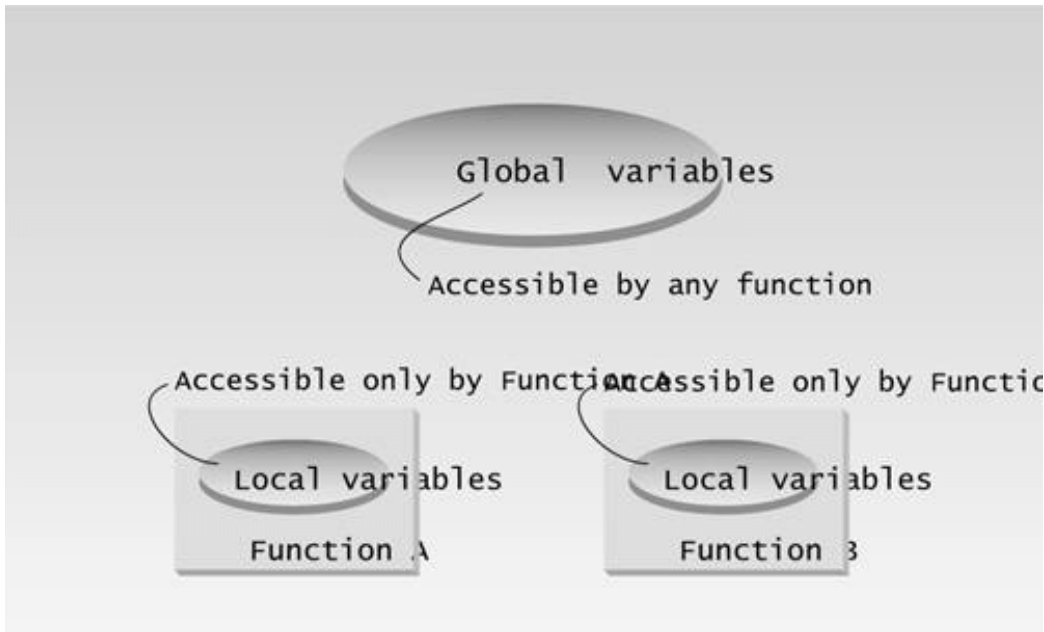 Global variables
Accessible by any function
Accessible only by Function A
Accessible only by
Local variables
Local variables
Function A
Function B